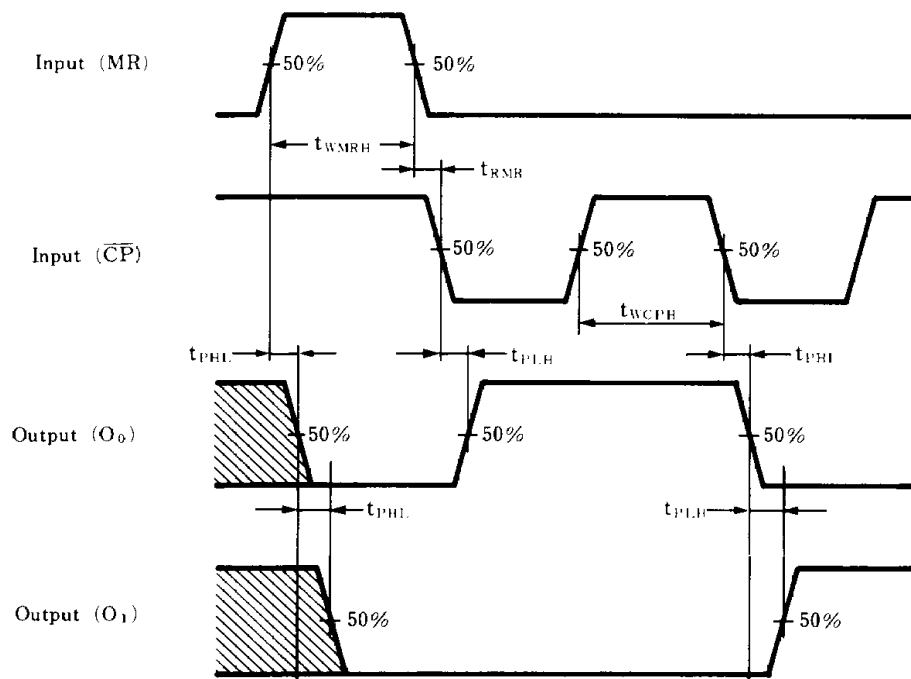 Input (MR)
50%
50%
tWMRH
tRMR
Input (CP)
50%
50%
50%
tWCPH
tPHL
tPLH
tPHL
Output (O₀)
50%
50%
50%
tPHL
tPLH
Output (O₁)
50%
50%